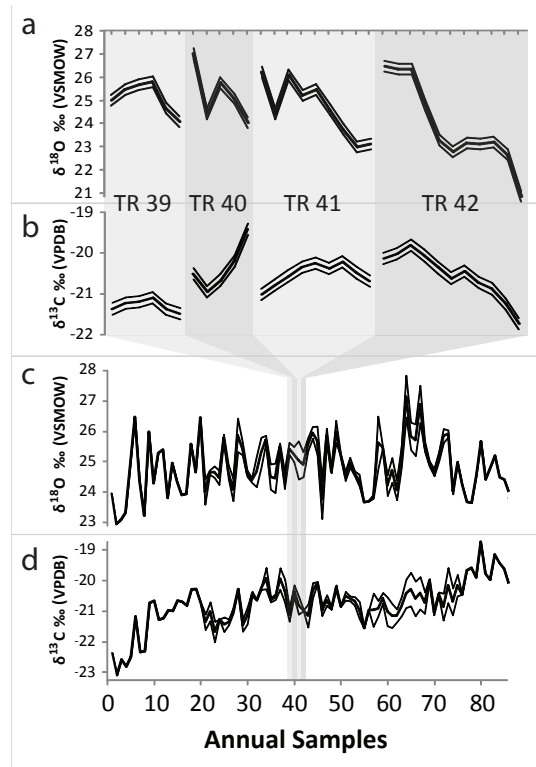 a
28
27
26
25
24
23
22
21
δ18O ‰ (VSMOW)
TR 39 TR 40 TR 41 TR 42
b
-19
-20
-21
-22
δ13C ‰ (VPDB)
c
28
27
26
25
24
23
δ18O ‰ (VSMOW)
d
-19
-20
-21
-22
-23
δ13C ‰ (VPDB)
0 10 20 30 40 50 60 70 80
Annual Samples